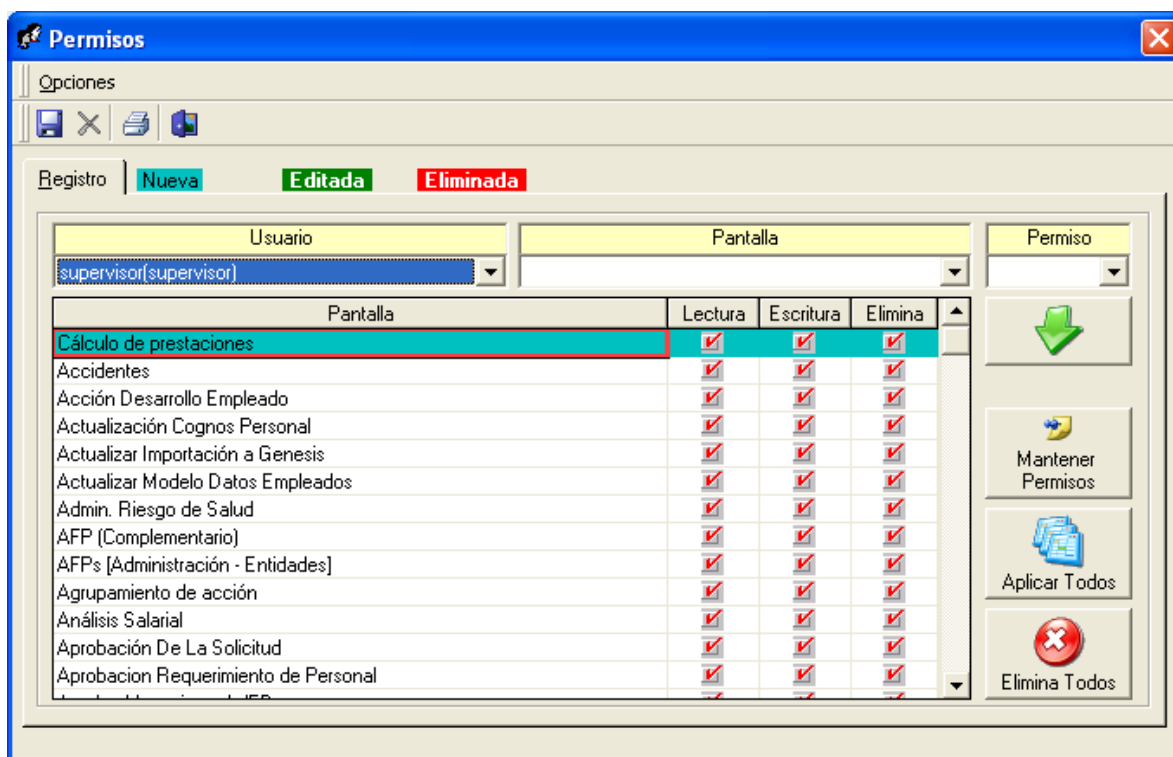 Permisos
Opciones
Registro Nueva Editada Eliminada
Usuario Pantalla Permiso
supervisor(supervisor)
Pantalla Lectura Escritura Elimina
Cálculo de prestaciones
Accidentes
Acción Desarrollo Empleado
Actualización Cognos Personal
Actualizar Importación a Genesis
Actualizar Modelo Datos Empleados
Admin. Riesgo de Salud
AFP (Complementario)
AFPs [Administración - Entidades]
Agrupamiento de acción
Análisis Salarial
Aprobación De La Solicitud
Aprobacion Requerimiento de Personal
Mantener
Permisos
Aplicar Todos
Elimina Todos